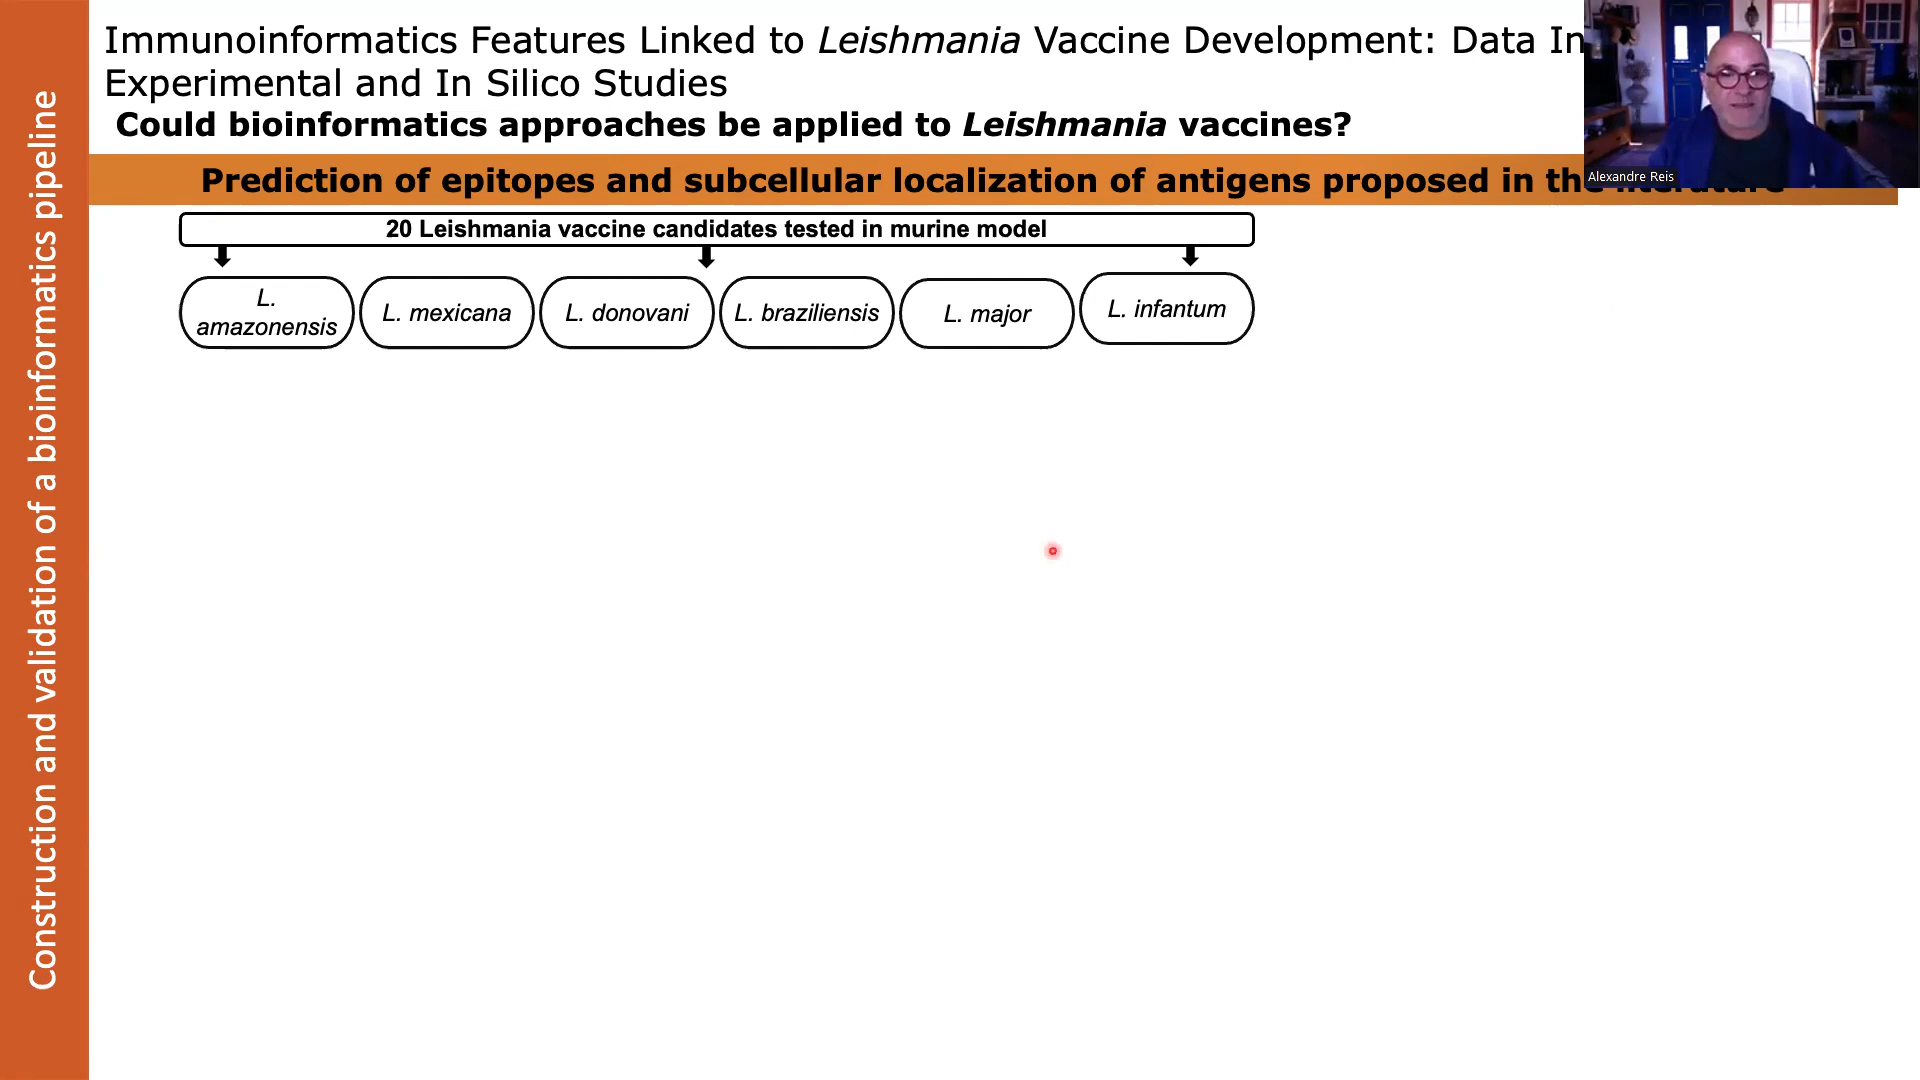 Construction and validation of a bioinformatics pipeline
Immunoinformatics Features Linked to Leishmania Vaccine Development: Data In
Experimental and In Silico Studies
Could bioinformatics approaches be applied to Leishmania vaccines?
Prediction of epitopes and subcellular localization of antigens proposed in
20 Leishmania vaccine candidates tested in murine model
L.
amazonensis
L. mexicana
L. donovani
L. braziliensis
L. major
L. infantum
Alexandre Reis